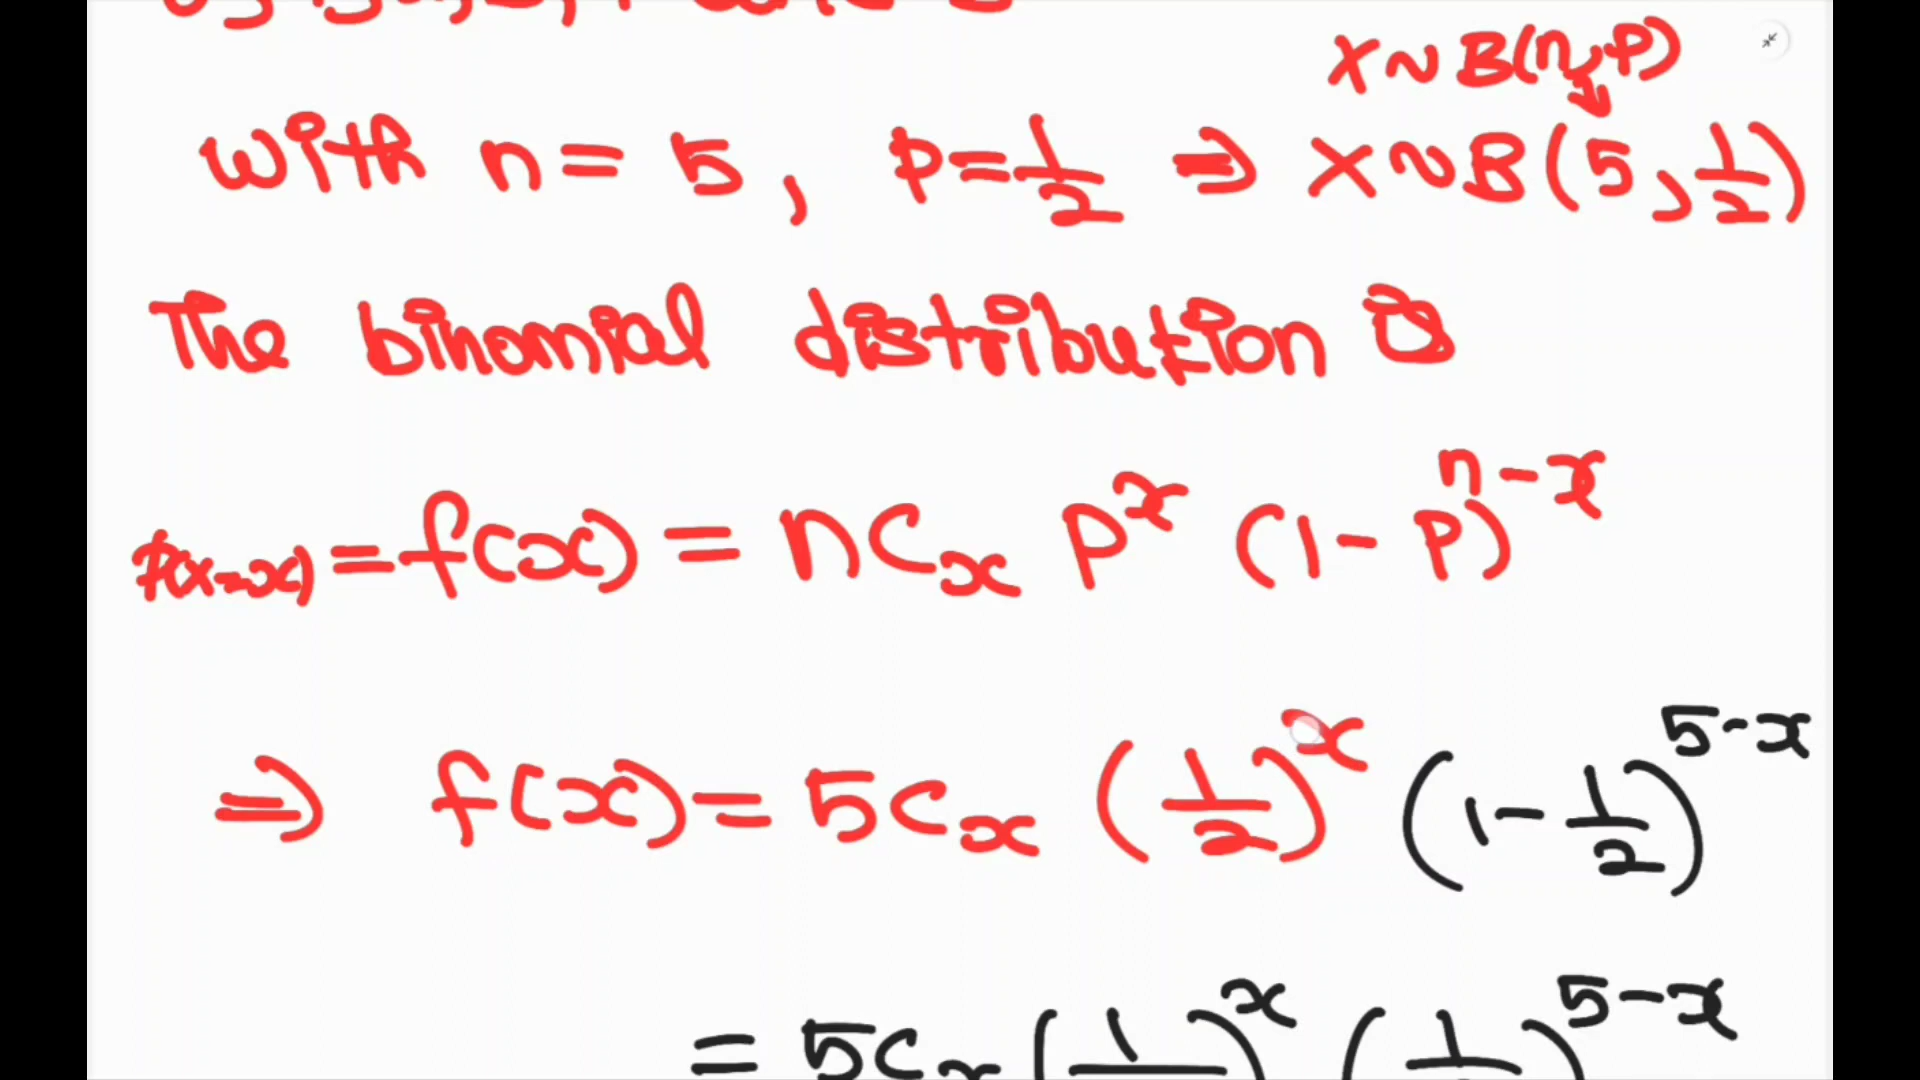 X ~ B(n, p)
with n = 5, p = 1/2 ⇒ X ~ B(5, 1/2)
The binomial distribution is
P(X=x) = f(x) = nCₓ pˣ (1-p)ⁿ⁻ˣ
⇒ f(x) = 5Cₓ (1/2)ˣ (1 - 1/2)⁵⁻ˣ
= 5Cₓ (1/2)ˣ (1/2)⁵⁻ˣ